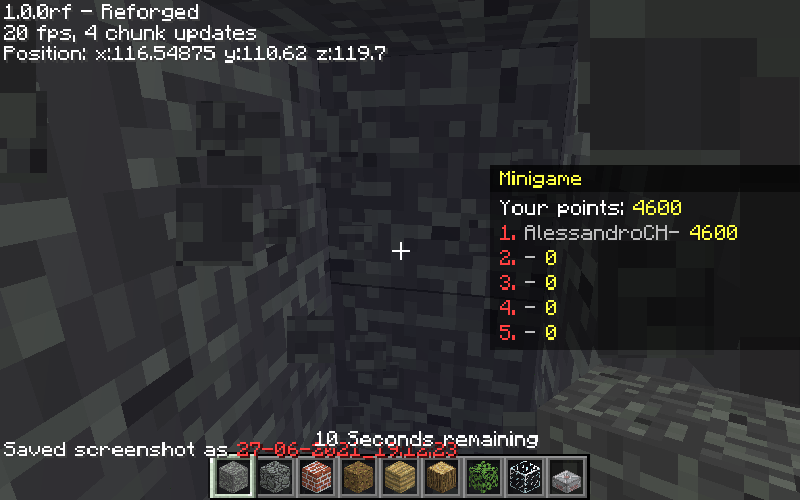 1.0.0rf - Reforged
20 fps, 4 chunk updates
Position: x:116.54875 y:110.62 z:119.7
Minigame
Your points: 4600
1. AlessandroCH- 4600
2. - 0
3. - 0
4. - 0
5. - 0
10 Seconds remaining
Saved screenshot as 27-06-2021_19,12,23